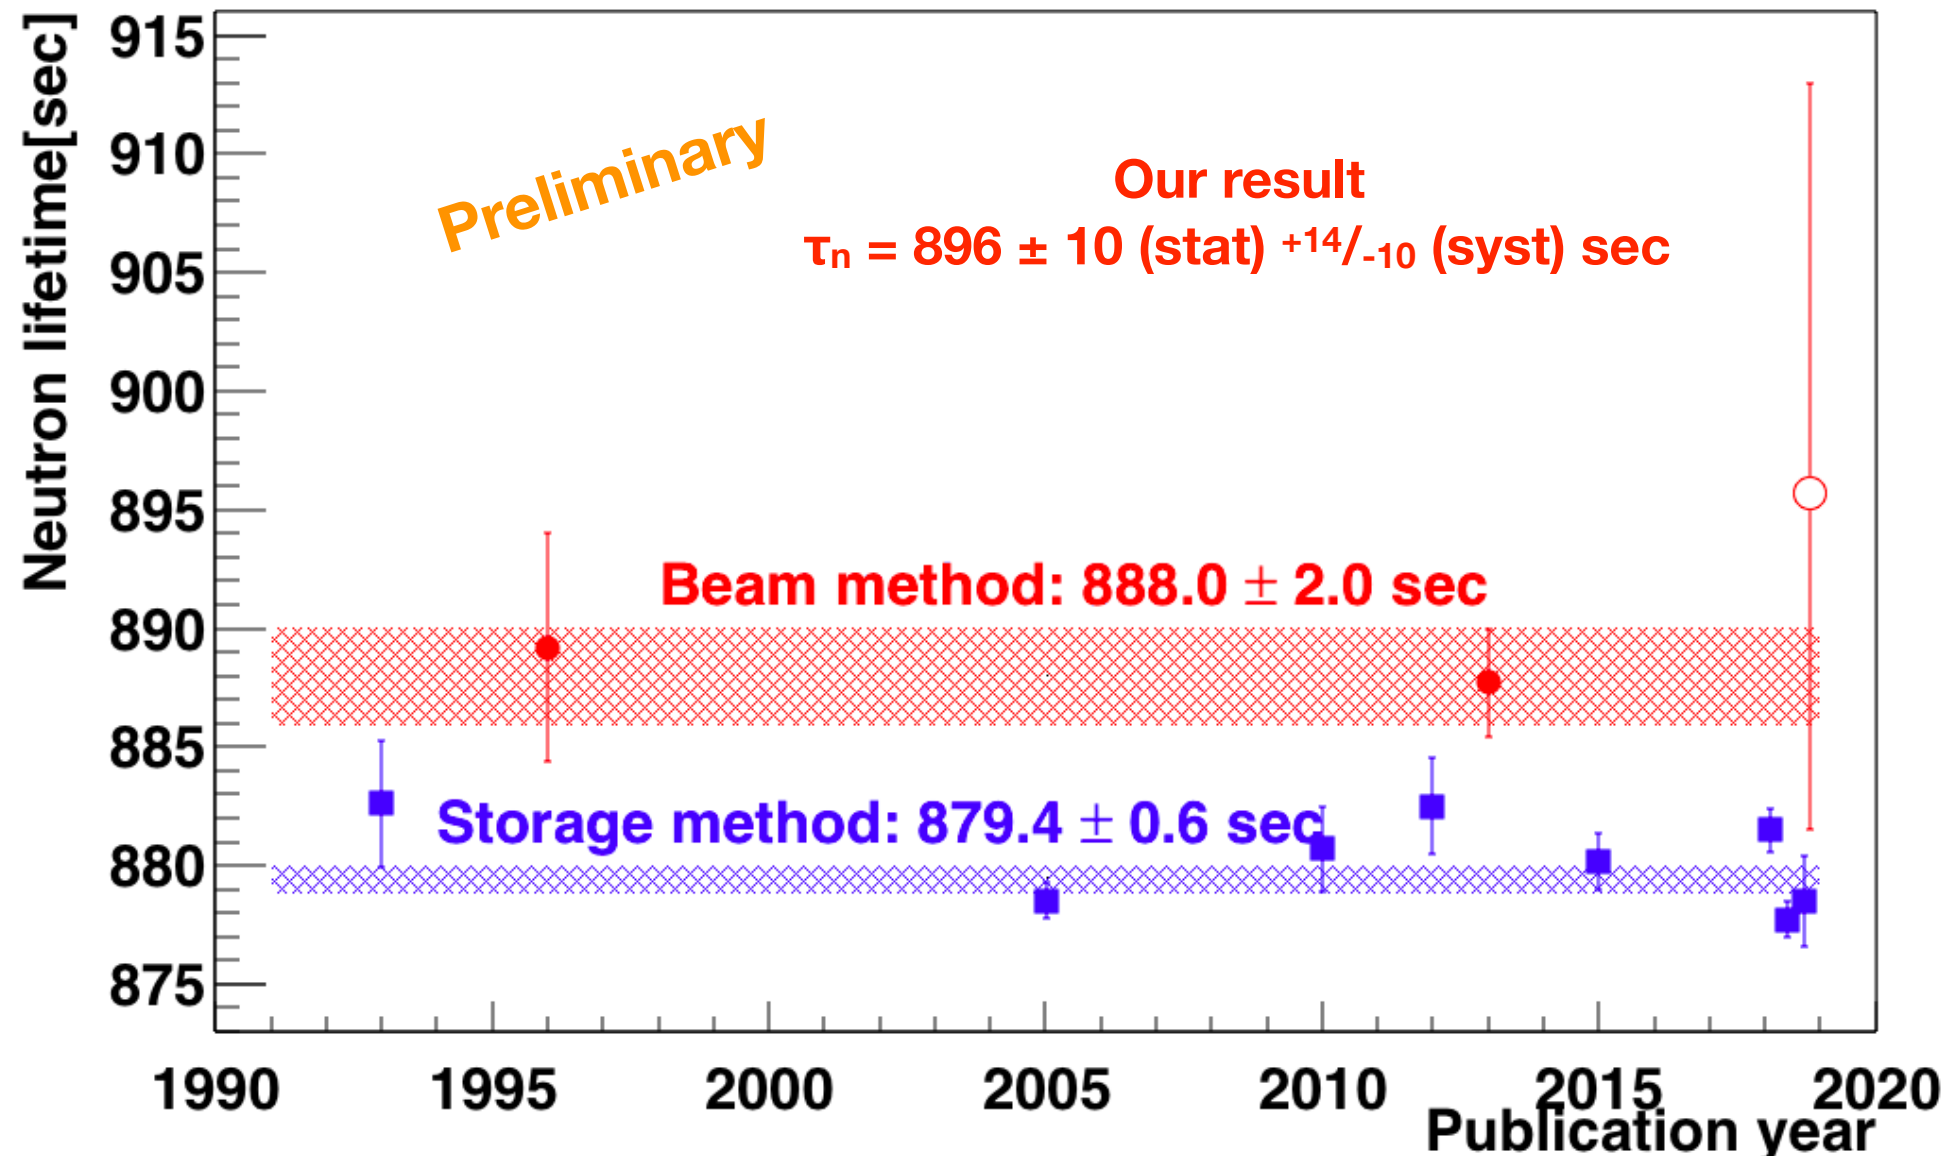 Neutron lifetime[sec]
915
910
905
900
895
890
885
880
875
Preliminary
Our result
τn = 896 ± 10 (stat) +14/-10 (syst) sec
Beam method: 888.0 ± 2.0 sec
Storage method: 879.4 ± 0.6 sec
1990 1995 2000 2005 2010 2015 2020
Publication year